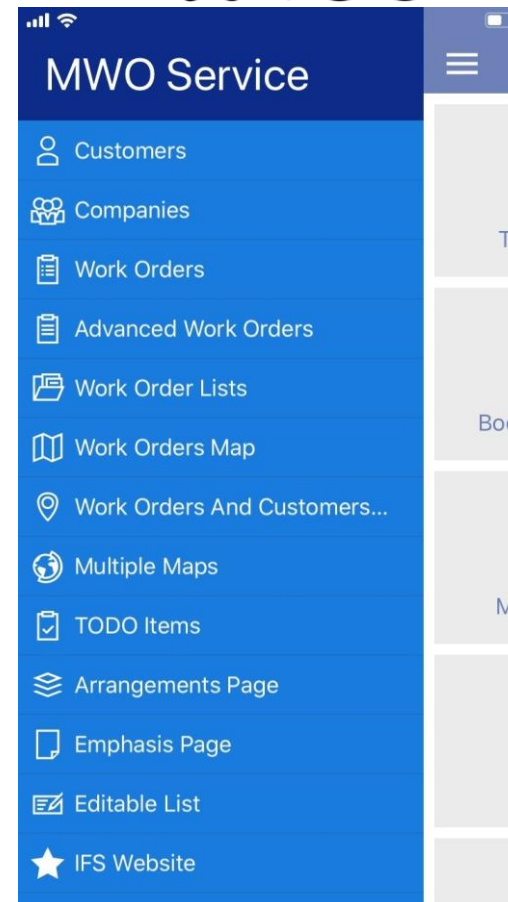 MWO Service
Customers
Companies
Work Orders
Advanced Work Orders
Work Order Lists
Work Orders Map
Work Orders And Customers...
Multiple Maps
TODO Items
Arrangements Page
Emphasis Page
Editable List
IFS Website